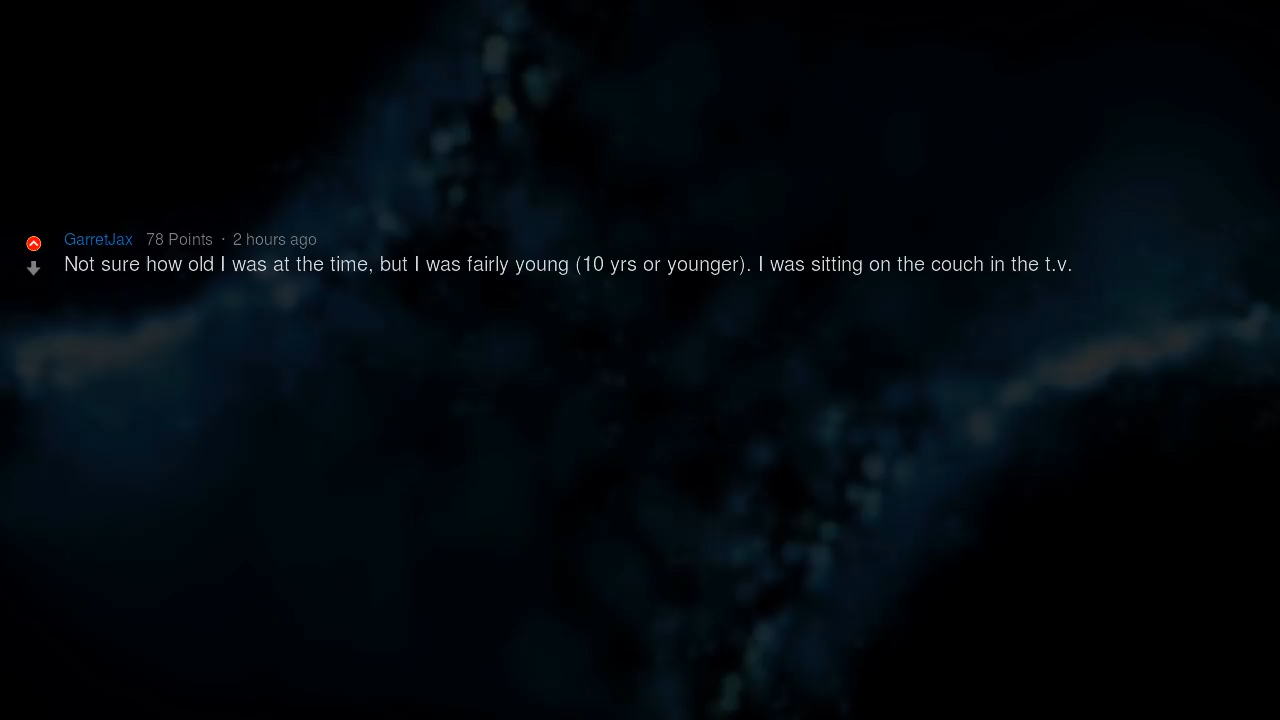 GarretJax 78 Points · 2 hours ago
Not sure how old I was at the time, but I was fairly young (10 yrs or younger). I was sitting on the couch in the t.v.